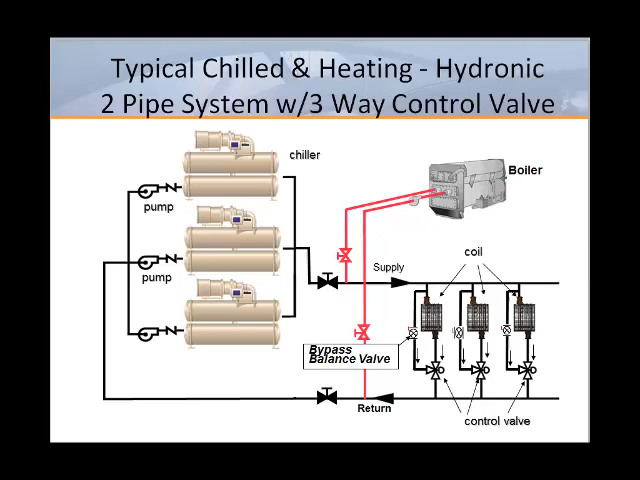 Typical Chilled & Heating - Hydronic
2 Pipe System w/3 Way Control Valve
chiller
Boiler
pump
coil
Supply
pump
Bypass
Balance Valve
Return
control valve